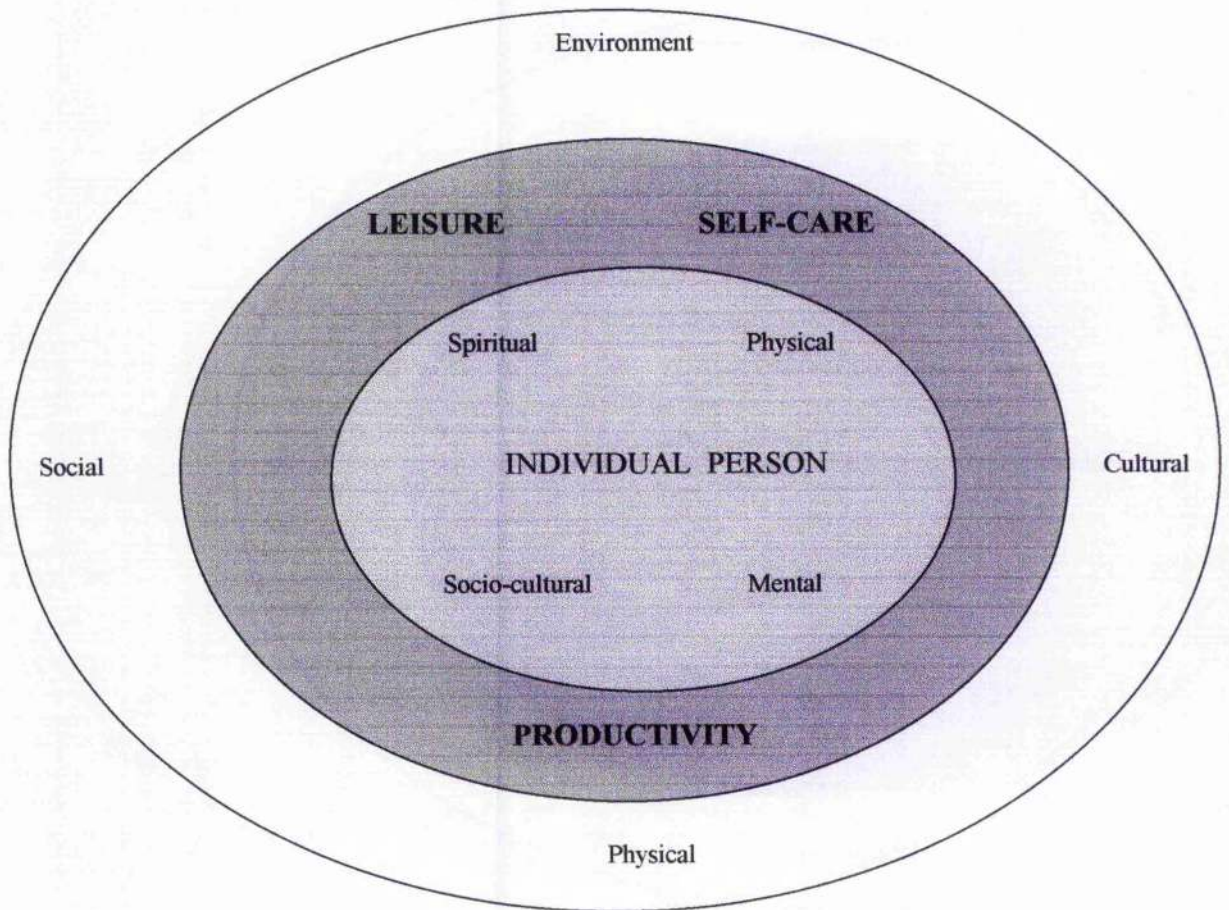 Environment
LEISURE SELF-CARE
Spiritual Physical
Social INDIVIDUAL PERSON Cultural
Socio-cultural Mental
PRODUCTIVITY
Physical